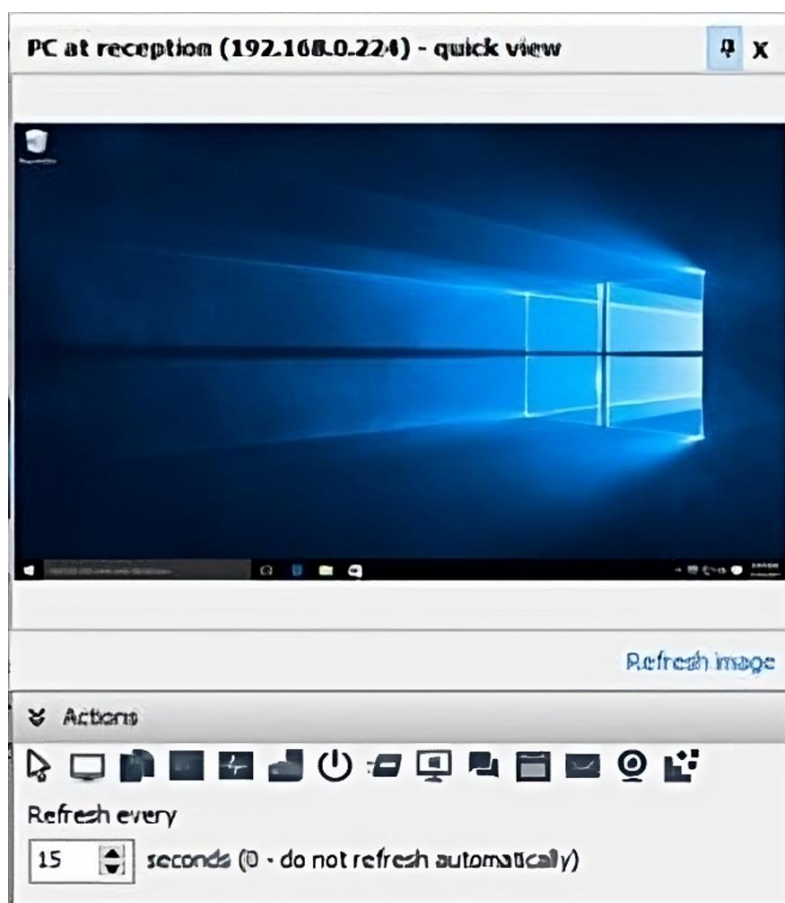 PC at reception (192.168.0.224) - quick view
Refresh image
Actions
Refresh every
15 seconds (0 - do not refresh automatically)